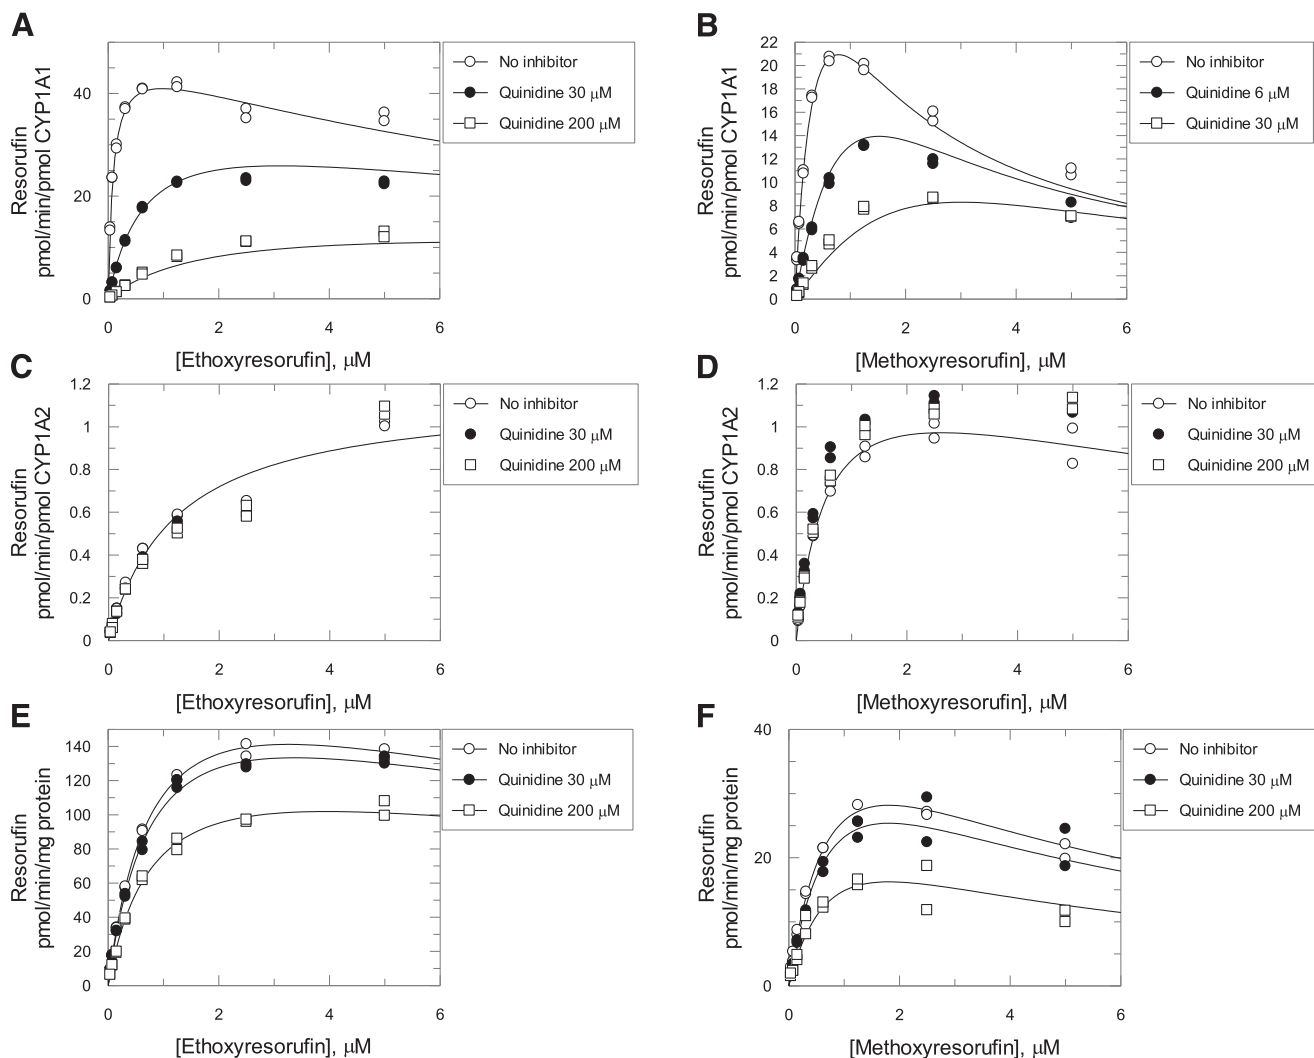 A
Resorufin
pmol/min/pmol CYP1A1
40
20
0
0 2 4 6
[Ethoxyresorufin], μM
No inhibitor
Quinidine 30 μM
Quinidine 200 μM
B
Resorufin
pmol/min/pmol CYP1A1
22
20
18
16
14
12
10
8
6
4
2
0
0 2 4 6
[Methoxyresorufin], μM
No inhibitor
Quinidine 6 μM
Quinidine 30 μM
C
Resorufin
pmol/min/pmol CYP1A2
1.2
1
0.8
0.6
0.4
0.2
0
0 2 4 6
[Ethoxyresorufin], μM
No inhibitor
Quinidine 30 μM
Quinidine 200 μM
D
Resorufin
pmol/min/pmol CYP1A2
1.2
1
0.8
0.6
0.4
0.2
0
0 2 4 6
[Methoxyresorufin], μM
No inhibitor
Quinidine 30 μM
Quinidine 200 μM
E
Resorufin
pmol/min/mg protein
140
120
100
80
60
40
20
0
0 2 4 6
[Ethoxyresorufin], μM
No inhibitor
Quinidine 30 μM
Quinidine 200 μM
F
Resorufin
pmol/min/mg protein
40
20
0
0 2 4 6
[Methoxyresorufin], μM
No inhibitor
Quinidine 30 μM
Quinidine 200 μM